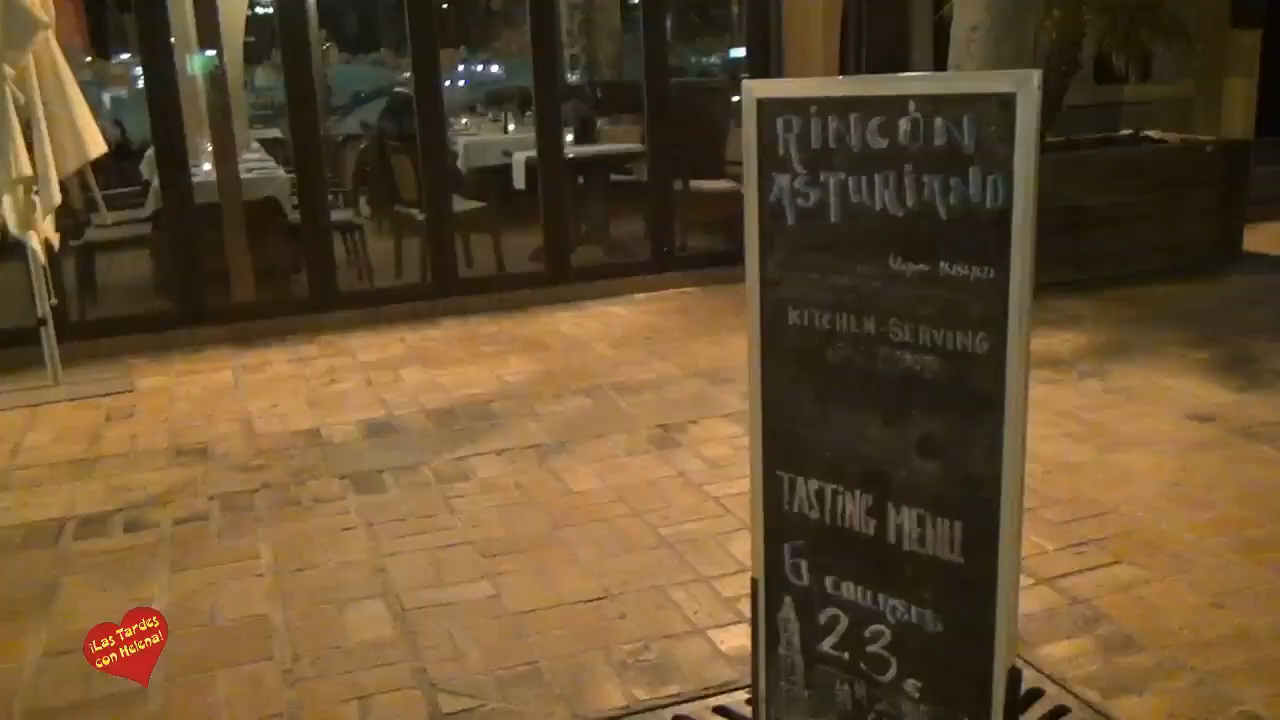 RINCÓN
ASTURIANO
KITCHEN-SERVING
TASTING MENU
6 COURSES
23 €
¡Las Tardes
con Helena!